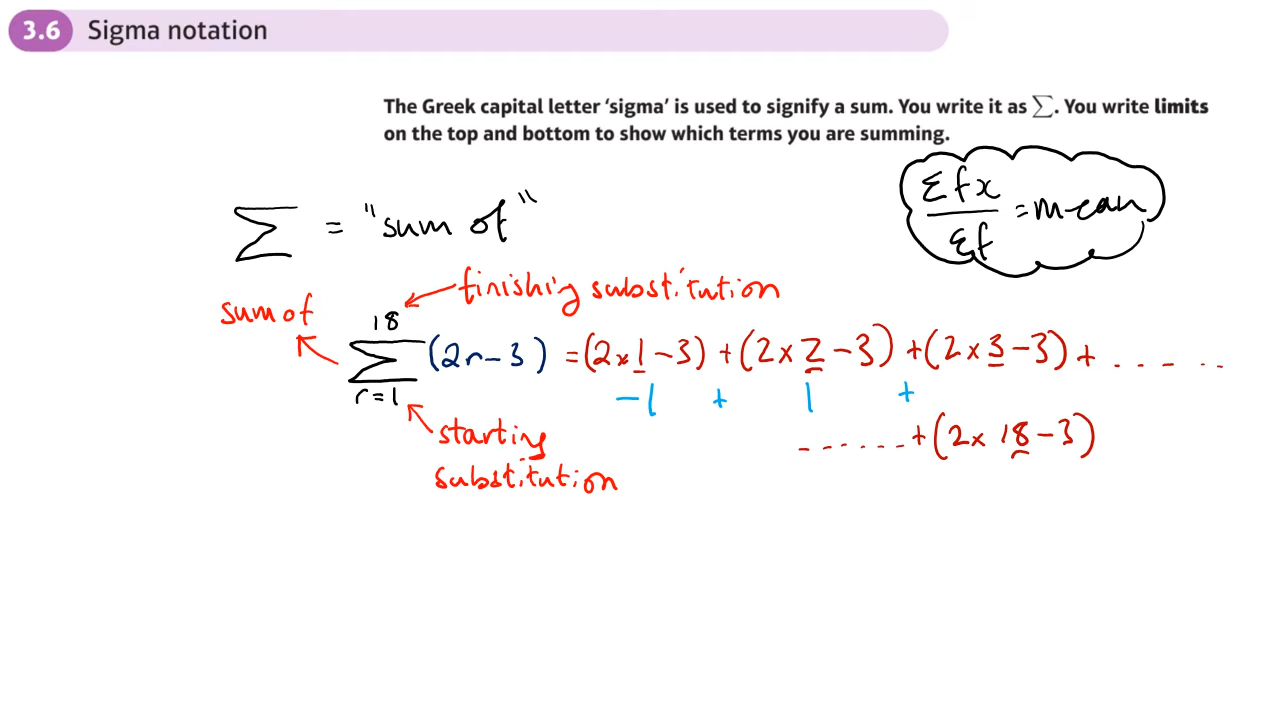 3.6 Sigma notation
The Greek capital letter 'sigma' is used to signify a sum. You write it as ∑. You write limits
on the top and bottom to show which terms you are summing.
Σfx
Σf
= mean
∑ = "sum of"
finishing substitution
sum of
18
∑ (2r-3) = (2×1-3) + (2×2-3) + (2×3-3) + ......
r=1
-1 + 1 +
starting
substitution
...... + (2×18-3)